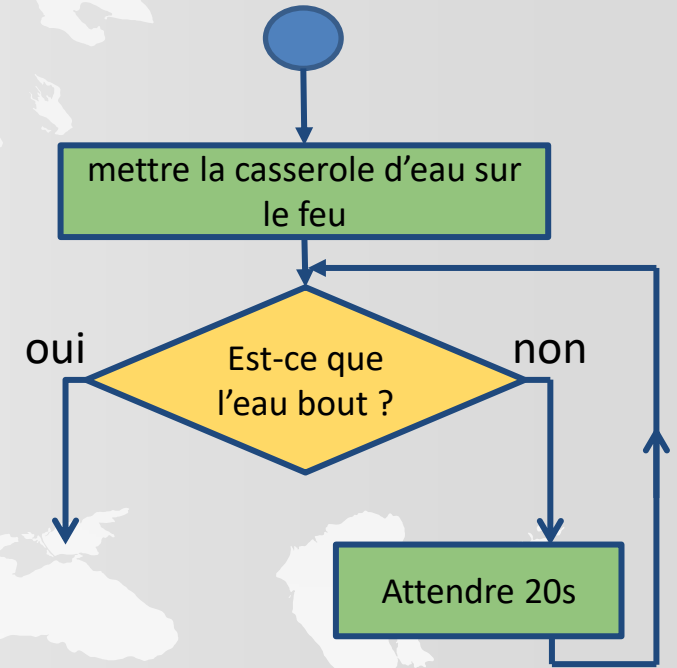 mettre la casserole d’eau sur
le feu
oui
Est-ce que
l’eau bout ?
non
Attendre 20s